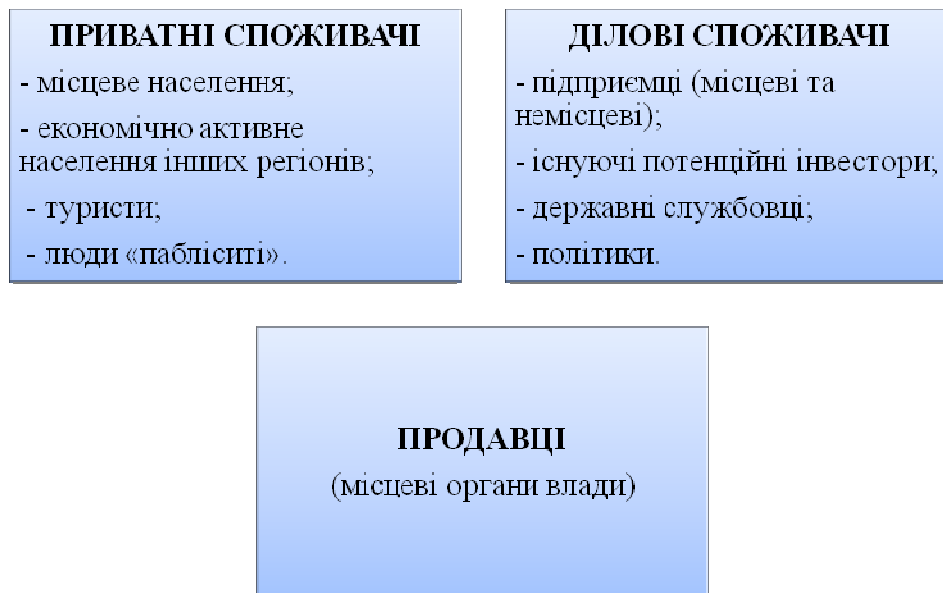 ПРИВАТНІ СПОЖИВАЧІ
- місцеве населення;
- економічно активне
населення інших регіонів;
- туристи;
- люди «пабліситі».
ДІЛОВІ СПОЖИВАЧІ
- підприємці (місцеві та
немісцеві);
- існуючі потенційні інвестори;
- державні службовці;
- політики.
ПРОДАВЦІ
(місцеві органи влади)